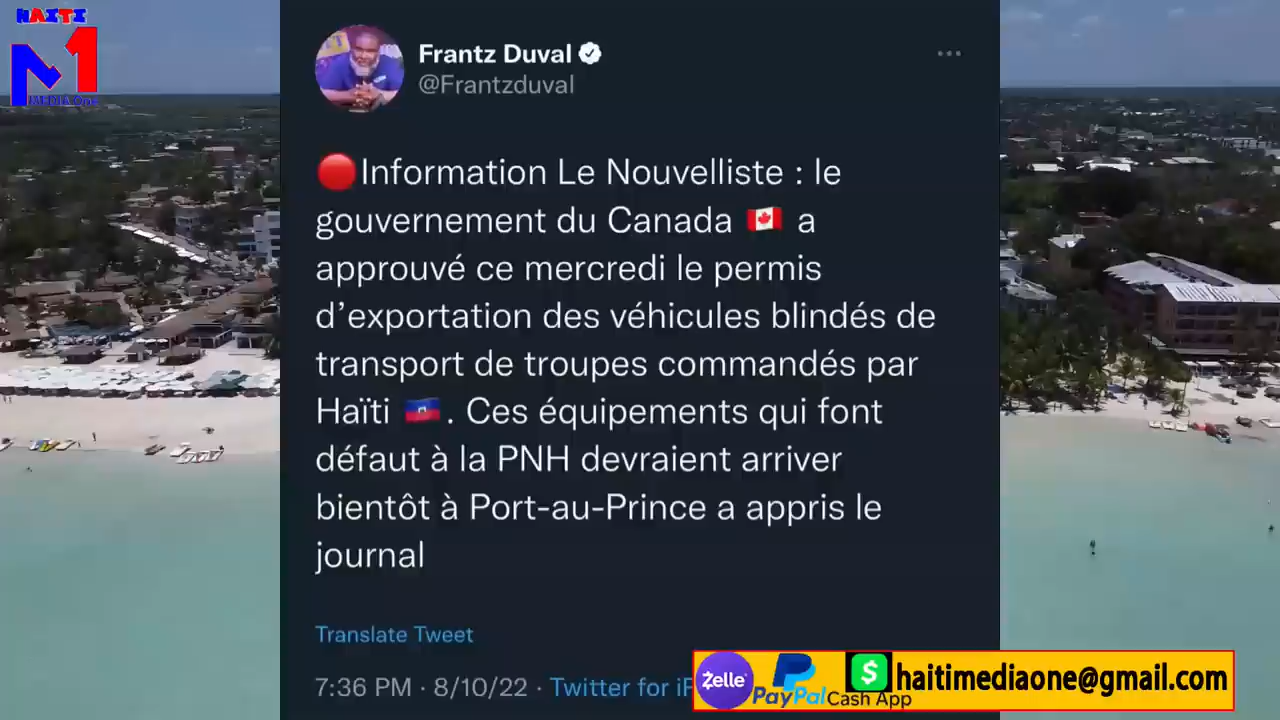 HAITI
M1
MEDIA One
Frantz Duval
@Frantzduval
🔴Information Le Nouvelliste : le
gouvernement du Canada 🇨🇦 a
approuvé ce mercredi le permis
d’exportation des véhicules blindés de
transport de troupes commandés par
Haïti 🇭🇹. Ces équipements qui font
défaut à la PNH devraient arriver
bientôt à Port-au-Prince a appris le
journal
Translate Tweet
7:36 PM · 8/10/22 · Twitter for iP
Zelle PayPal $ Cash App haitimediaone@gmail.com